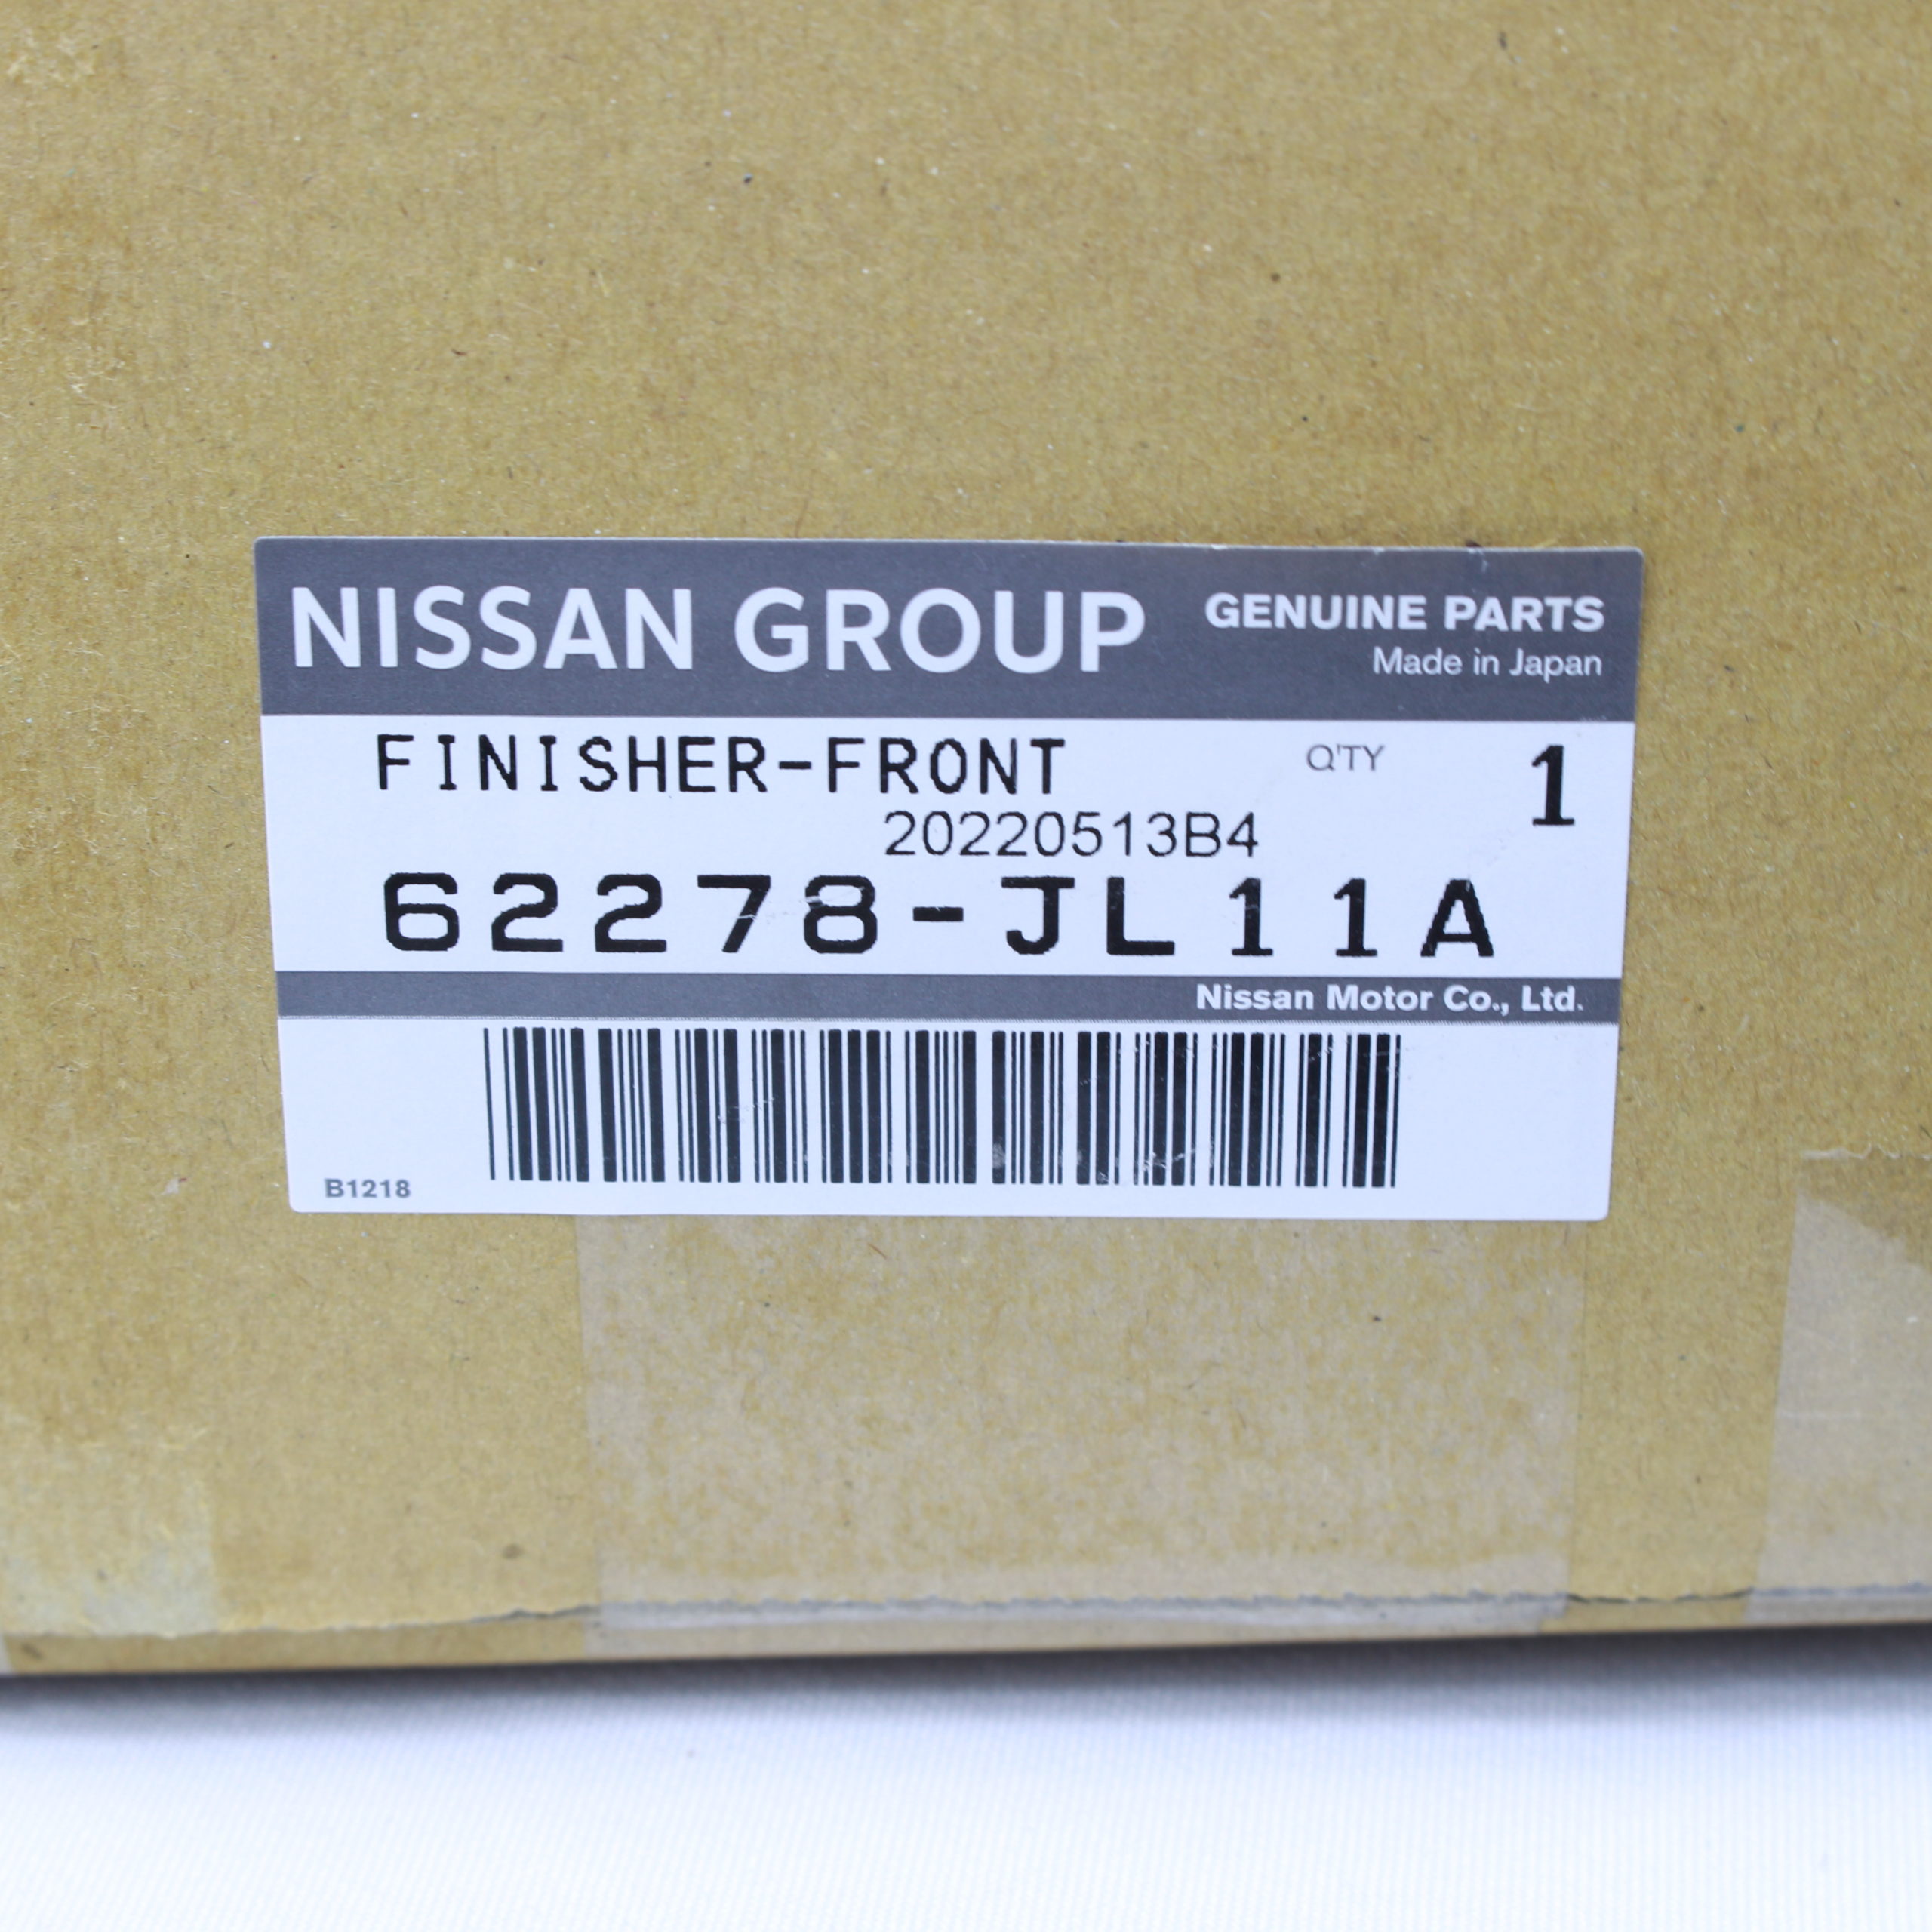 NISSAN GROUP GENUINE PARTS
Made in Japan
FINISHER-FRONT Q'TY 1
20220513B4
62278-JL11A
Nissan Motor Co., Ltd.
B1218